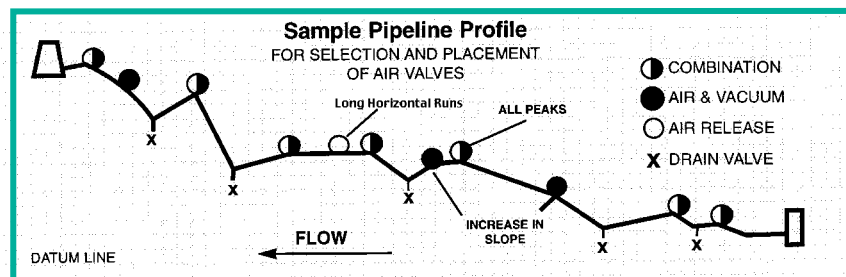 Sample Pipeline Profile
FOR SELECTION AND PLACEMENT
OF AIR VALVES
COMBINATION
AIR & VACUUM
AIR RELEASE
X DRAIN VALVE
Long Horizontal Runs
ALL PEAKS
X
X
X
X
X
INCREASE IN
SLOPE
FLOW
DATUM LINE